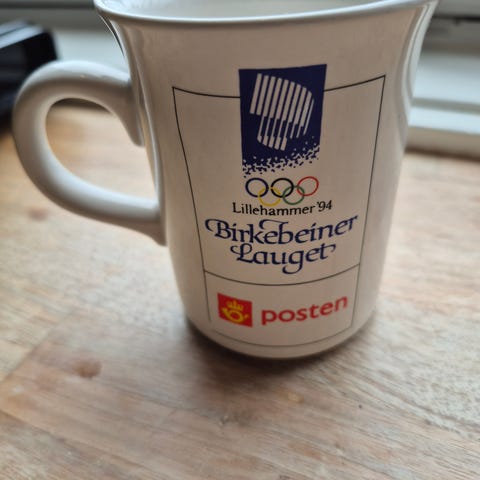 Lillehammer '94
Birkebeiner
Lauget
posten